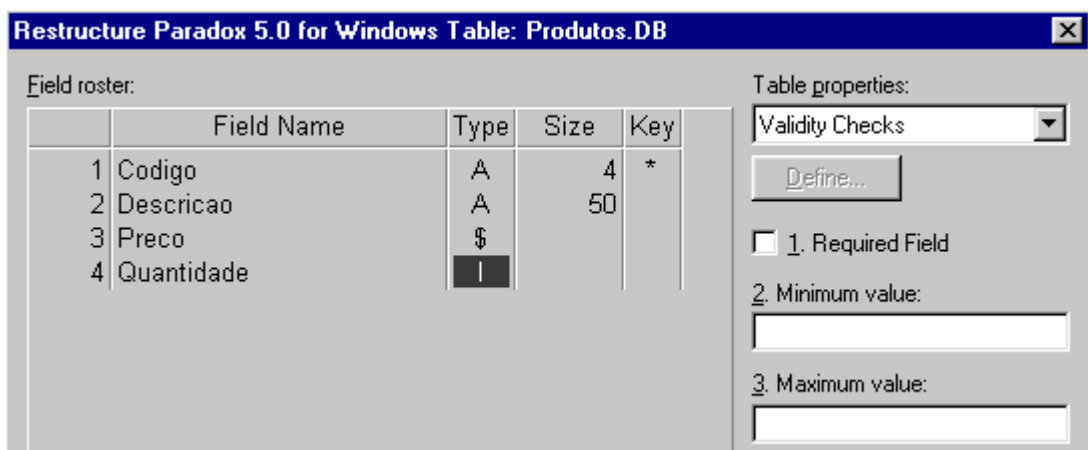 Restructure Paradox 5.0 for Windows Table: Produtos.DB
Field roster:
Field Name Type Size Key
1 Codigo A 4 *
2 Descricao A 50
3 Preco $
4 Quantidade I
Table properties:
Validity Checks
Define...
1. Required Field
2. Minimum value:
3. Maximum value: